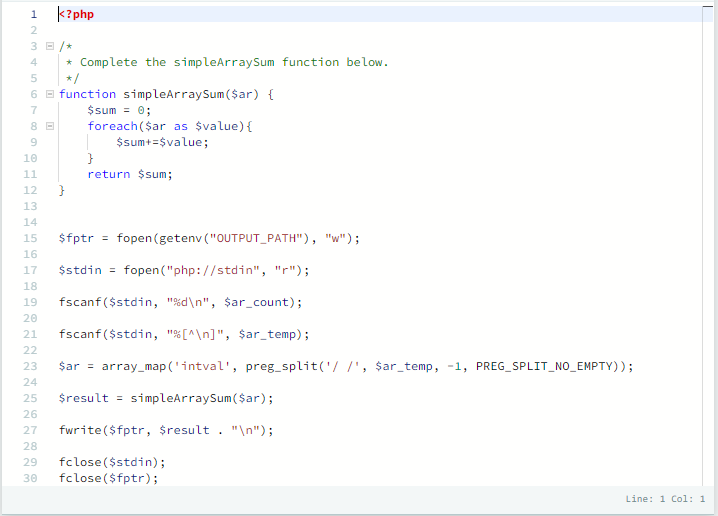 1 <?php
2
3 /*
4 * Complete the simpleArraySum function below.
5 */
6 function simpleArraySum($ar) {
7 $sum = 0;
8 foreach($ar as $value){
9 $sum+=$value;
10 }
11 return $sum;
12 }
13
14
15 $fptr = fopen(getenv("OUTPUT_PATH"), "w");
16
17 $stdin = fopen("php://stdin", "r");
18
19 fscanf($stdin, "%d\n", $ar_count);
20
21 fscanf($stdin, "%[^\n]", $ar_temp);
22
23 $ar = array_map('intval', preg_split('/ /', $ar_temp, -1, PREG_SPLIT_NO_EMPTY));
24
25 $result = simpleArraySum($ar);
26
27 fwrite($fptr, $result . "\n");
28
29 fclose($stdin);
30 fclose($fptr);
Line: 1 Col: 1